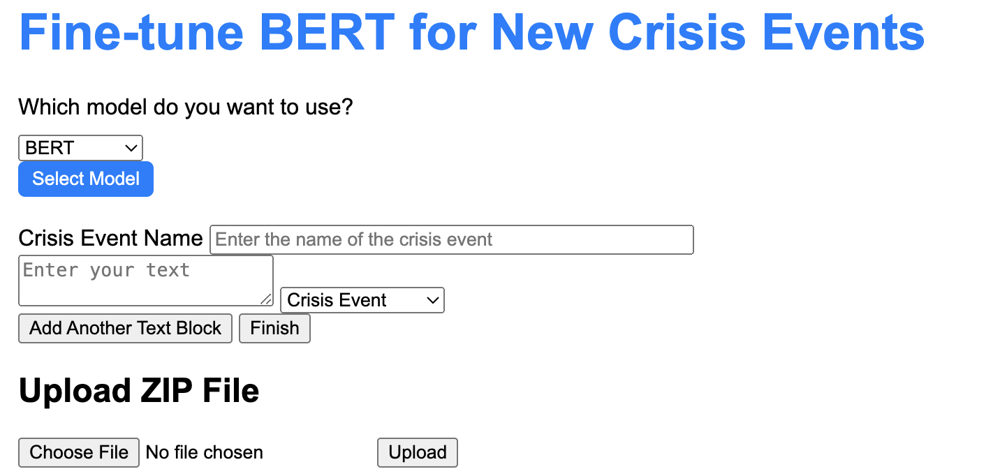 Fine-tune BERT for New Crisis Events
Which model do you want to use?
BERT
Select Model
Crisis Event Name Enter the name of the crisis event
Enter your text
Crisis Event
Add Another Text Block Finish
Upload ZIP File
Choose File No file chosen Upload